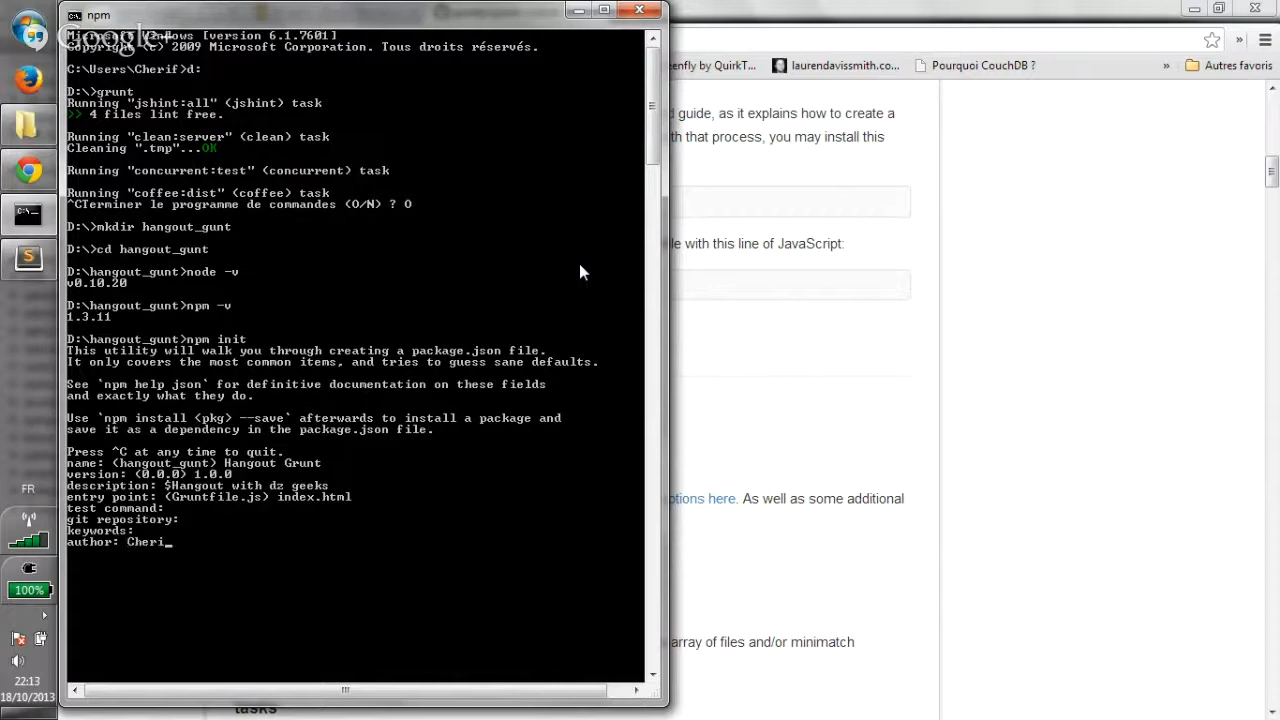 npm
Google+
Microsoft Windows [version 6.1.7601]
Copyright (c) 2009 Microsoft Corporation. Tous droits réservés.
C:\Users\Cherif>d:
D:\>grunt
Running "jshint:all" (jshint) task
>> 4 files lint free.
Running "clean:server" (clean) task
Cleaning ".tmp"...OK
Running "concurrent:test" (concurrent) task
Running "coffee:dist" (coffee) task
^CTerminer le programme de commandes (O/N) ? O
D:\>mkdir hangout_gunt
D:\>cd hangout_gunt
D:\hangout_gunt>node -v
v0.10.20
D:\hangout_gunt>npm -v
1.3.11
D:\hangout_gunt>npm init
This utility will walk you through creating a package.json file.
It only covers the most common items, and tries to guess sane defaults.
See `npm help json` for definitive documentation on these fields
and exactly what they do.
Use `npm install <pkg> --save` afterwards to install a package and
save it as a dependency in the package.json file.
Press ^C at any time to quit.
name: (hangout_gunt) Hangout Grunt
version: (0.0.0) 1.0.0
description: $Hangout with dz geeks
entry point: (Gruntfile.js) index.html
test command:
git repository:
keywords:
author: Cheri_
eenfly by QuirkT...
laurendavissmith.co...
Pourquoi CouchDB ?
»
»
Autres favoris
d guide, as it explains how to create a
th that process, you may install this
le with this line of JavaScript:
ptions here. As well as some additional
array of files and/or minimatch
tasks
FR
100%
22:13
18/10/2013